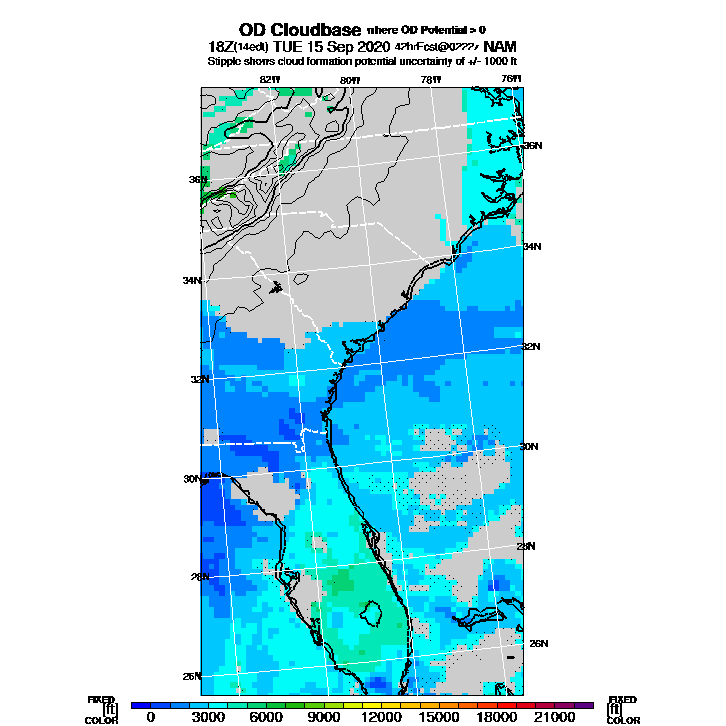 OD Cloudbase where OD Potential > 0
18Z(14edt) TUE 15 Sep 2020 42hrFcst@0222z NAM
Stipple shows cloud formation potential uncertainty of +/- 1000 ft
82W 80W 78W 76W
36N
36N
34N
34N
32N
32N
30N
30N
28N
28N
26N
26N
FIXED FIXED
[ft] [ft]
COLOR COLOR
0 3000 6000 9000 12000 15000 18000 21000